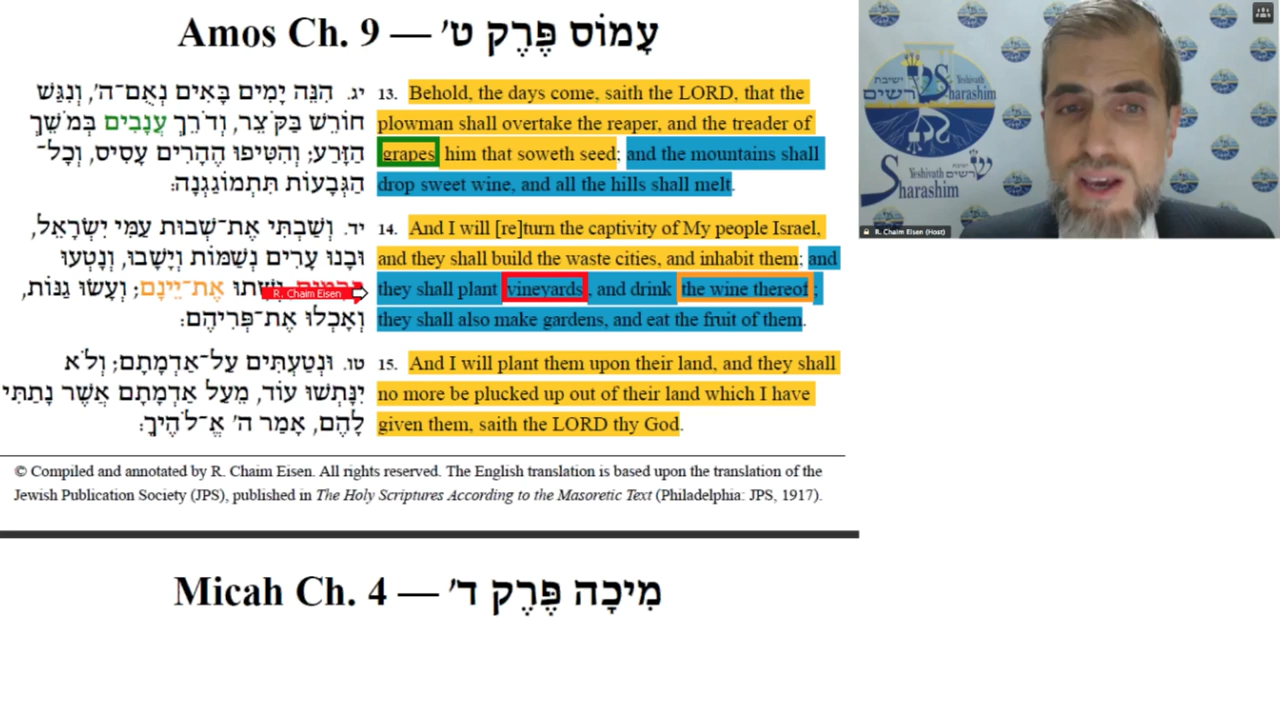 Amos Ch. 9 — עָמוֹס פֶּרֶק ט׳
יג. הִנֵּה יָמִים בָּאִים נְאֻם־ה׳, וְנִגַּשׁ
חוֹרֵשׁ בַּקֹּצֵר, וְדֹרֵךְ עֲנָבִים בְּמֹשֵׁךְ
הַזָּרַע; וְהִטִּיפוּ הֶהָרִים עָסִיס, וְכָל־
הַגְּבָעוֹת תִּתְמוֹגַגְנָה:
13. Behold, the days come, saith the LORD, that the
plowman shall overtake the reaper, and the treader of
grapes him that soweth seed; and the mountains shall
drop sweet wine, and all the hills shall melt.
יד. וְשַׁבְתִּי אֶת־שְׁבוּת עַמִּי יִשְׂרָאֵל,
וּבָנוּ עָרִים נְשַׁמּוֹת וְיָשָׁבוּ, וְנָטְעוּ
וְשָׁתוּ אֶת־יֵינָם; וְעָשׂוּ גַנּוֹת,
וְאָכְלוּ אֶת־פְּרִיהֶם:
R. Chaim Eisen
14. And I will [re]turn the captivity of My people Israel,
and they shall build the waste cities, and inhabit them; and
they shall plant vineyards, and drink the wine thereof;
they shall also make gardens, and eat the fruit of them.
טו. וּנְטַעְתִּים עַל־אַדְמָתָם; וְלֹא
יִנָּתְשׁוּ עוֹד, מֵעַל אַדְמָתָם אֲשֶׁר נָתַתִּי
לָהֶם, אָמַר ה׳ אֱ־לֹהֶיךָ:
15. And I will plant them upon their land, and they shall
no more be plucked up out of their land which I have
given them, saith the LORD thy God.
© Compiled and annotated by R. Chaim Eisen. All rights reserved. The English translation is based upon the translation of the
Jewish Publication Society (JPS), published in The Holy Scriptures According to the Masoretic Text (Philadelphia: JPS, 1917).
Micah Ch. 4 — מִיכָה פֶּרֶק ד׳
ישיבת
שרשים
Yeshivath
Sharashim
ישיבת
שרשים
Yeshivath
Sharashim
R. Chaim Eisen (Host)